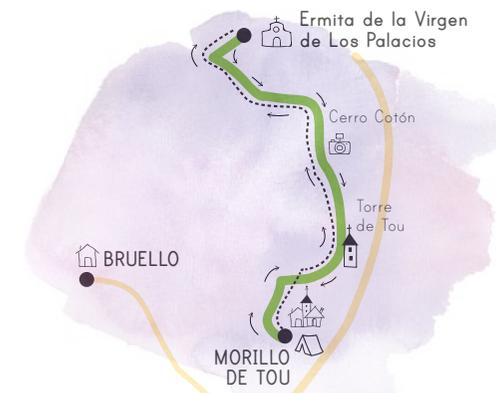 Ermita de la Virgen
de Los Palacios
Cerro Cotón
Torre
de Tou
BRUELLO
MORILLO
DE TOU